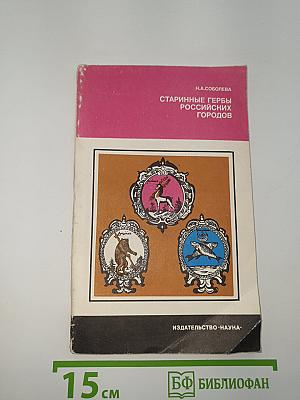 Н.А.СОБОЛЕВА
СТАРИННЫЕ ГЕРБЫ
РОССИЙСКИХ
ГОРОДОВ
ИЗДАТЕЛЬСТВО «НАУКА»
15 см
БФ БИБЛИОФАН